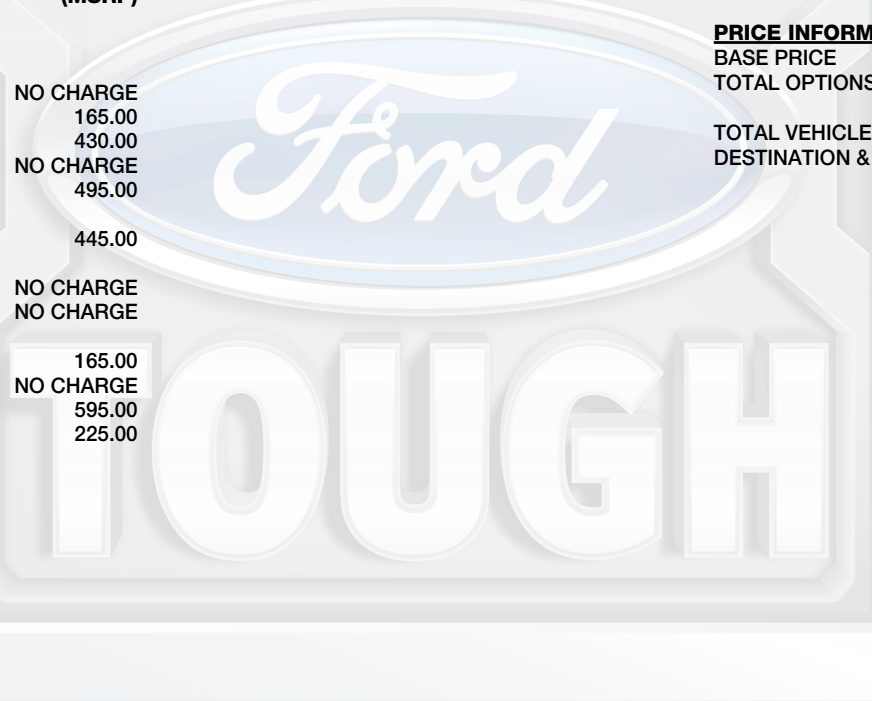 (MSRP)
NO CHARGE
165.00
430.00
NO CHARGE
495.00
445.00
NO CHARGE
NO CHARGE
165.00
NO CHARGE
595.00
225.00
PRICE INFORM
BASE PRICE
TOTAL OPTIONS
TOTAL VEHICLE
DESTINATION &
Ford
TOUGH